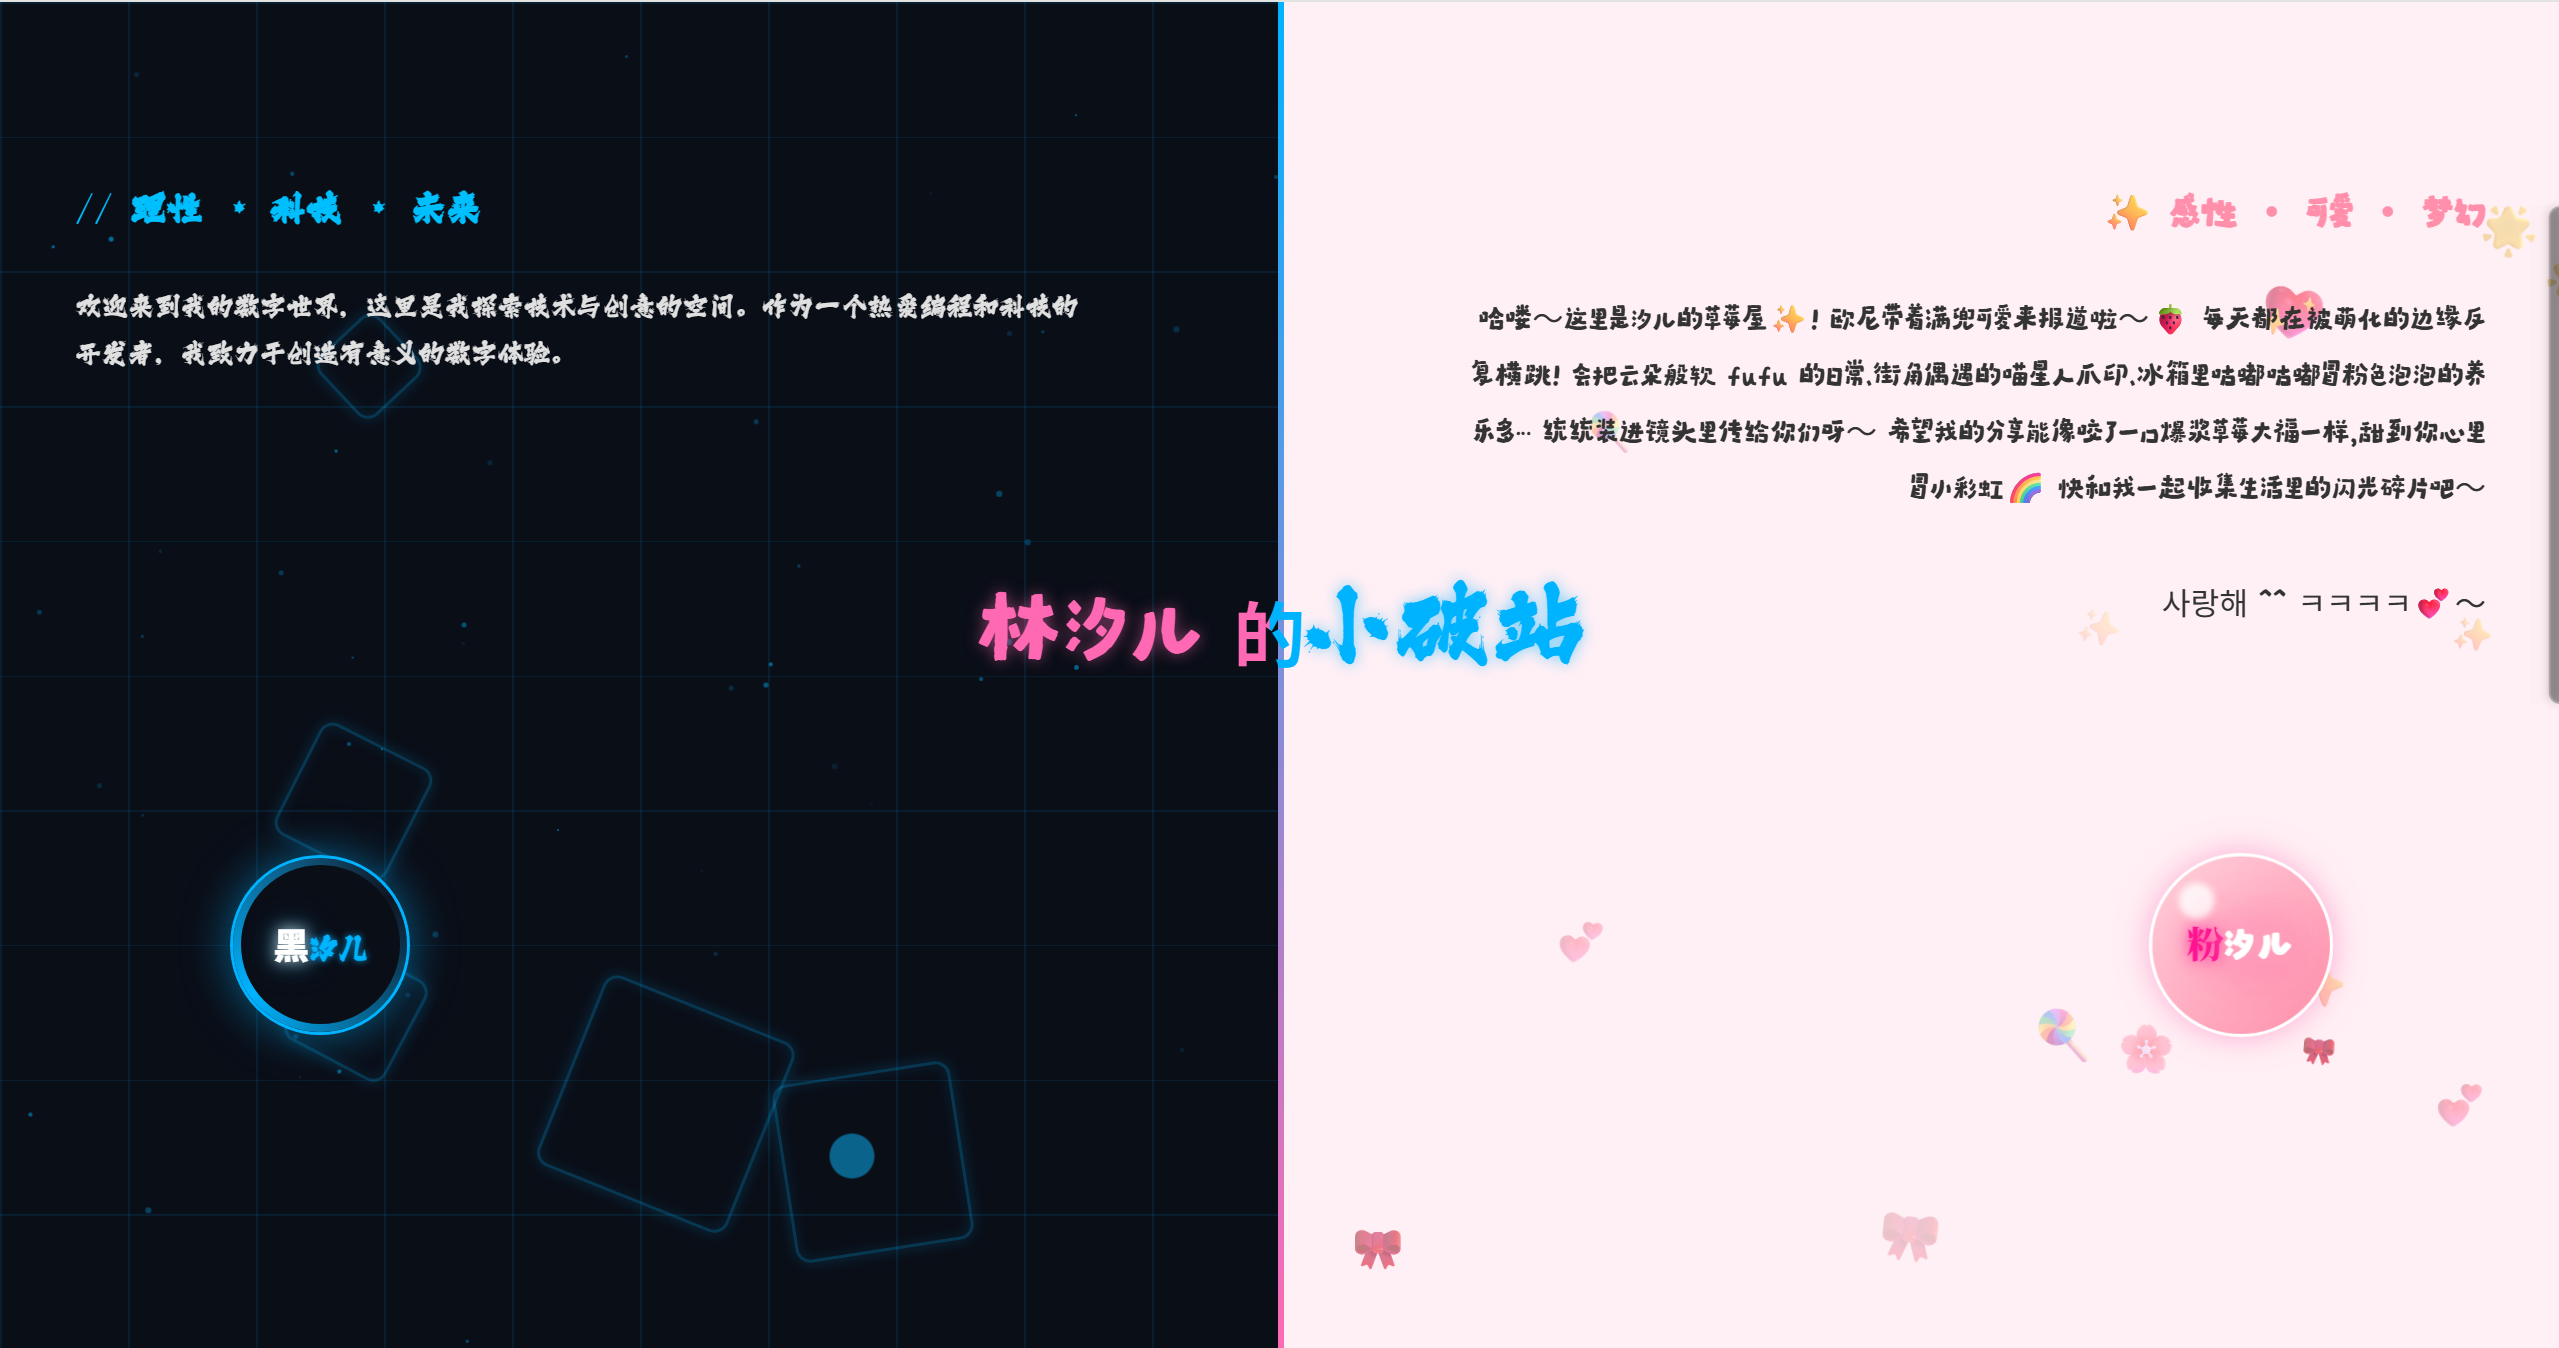 // 理性 · 科技 · 未来
欢迎来到我的数字世界，这里是我探索技术与创意的空间。作为一个热爱编程和科技的
开发者，我致力于创造有意义的数字体验。
✨ 感性 · 可爱 · 梦幻
哈喽～这里是汐儿的草莓屋✨！欧尼带着满兜可爱来报道啦～🍓 每天都在被萌化的边缘反
复横跳！会把云朵般软 fufu 的日常、街角偶遇的喵星人爪印、冰箱里咕嘟咕嘟冒粉色泡泡的养
乐多… 统统装进镜头里传给你们呀～ 希望我的分享能像咬了一口爆浆草莓大福一样,甜到你心里
冒小彩虹🌈 快和我一起收集生活里的闪光碎片吧～
사랑해 ^^ ㅋㅋㅋㅋ💕～
林汐儿 的小破站
黑汐儿
粉汐儿